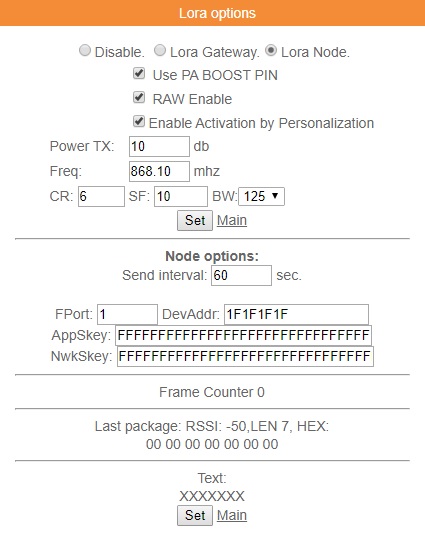 Lora options
Disable. Lora Gateway. Lora Node.
Use PA BOOST PIN
RAW Enable
Enable Activation by Personalization
Power TX: 10 db
Freq: 868.10 mhz
CR: 6 SF: 10 BW: 125
Set Main
Node options:
Send interval: 60 sec.
FPort: 1 DevAddr: 1F1F1F1F
AppSkey: FFFFFFFFFFFFFFFFFFFFFFFFFFFFFFFF
NwkSkey: FFFFFFFFFFFFFFFFFFFFFFFFFFFFFFFF
Frame Counter 0
Last package: RSSI: -50,LEN 7, HEX:
00 00 00 00 00 00 00
Text:
XXXXXXX
Set Main